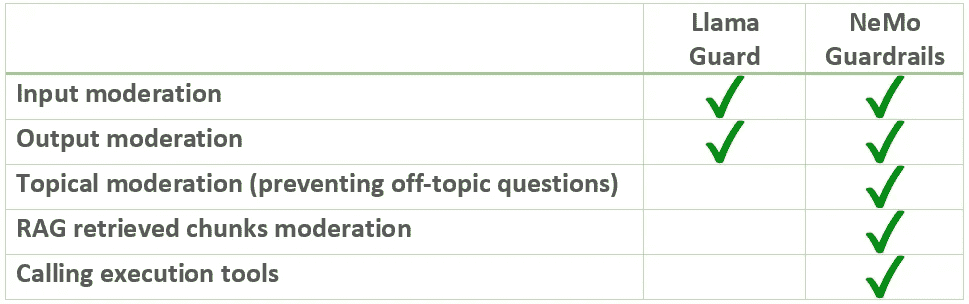 Llama Guard
NeMo Guardrails
Input moderation ✓ ✓
Output moderation ✓ ✓
Topical moderation (preventing off-topic questions) ✓
RAG retrieved chunks moderation ✓
Calling execution tools ✓